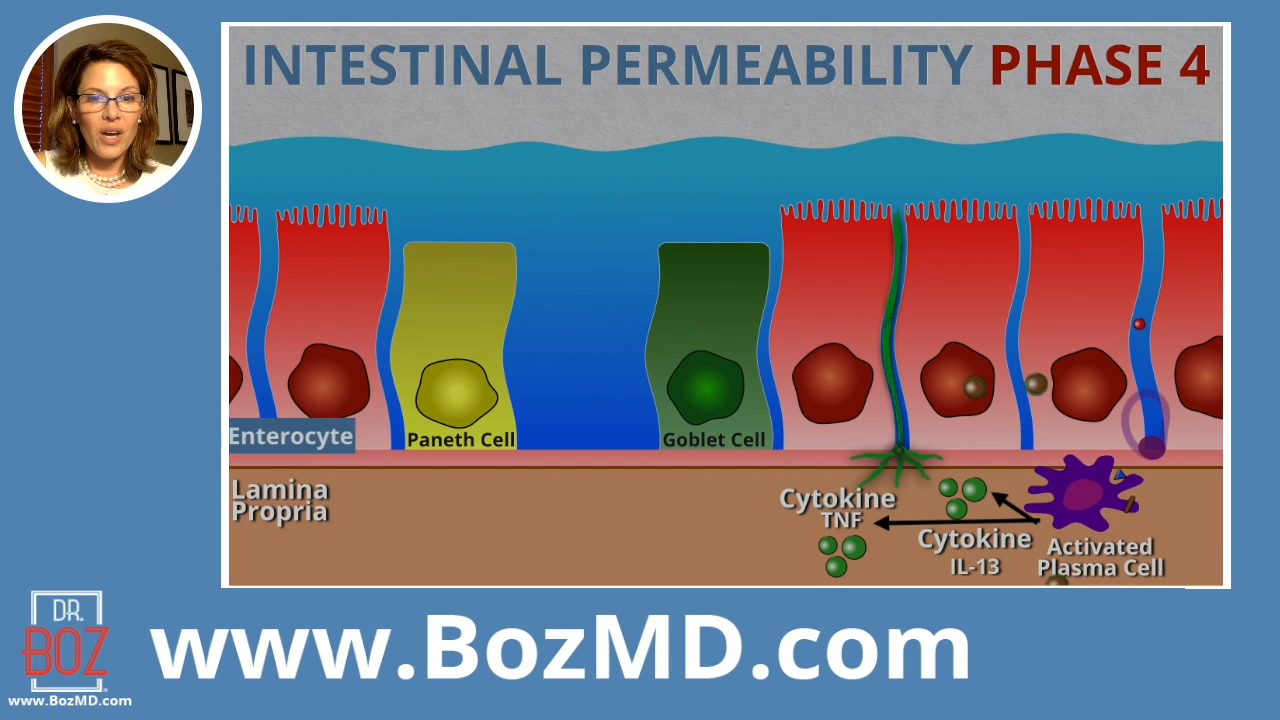 INTESTINAL PERMEABILITY PHASE 4
Enterocyte
Paneth Cell
Goblet Cell
Lamina
Propria
Cytokine
TNF
Cytokine
IL-13
Activated
Plasma Cell
DR.
BOZ
www.BozMD.com
www.BozMD.com